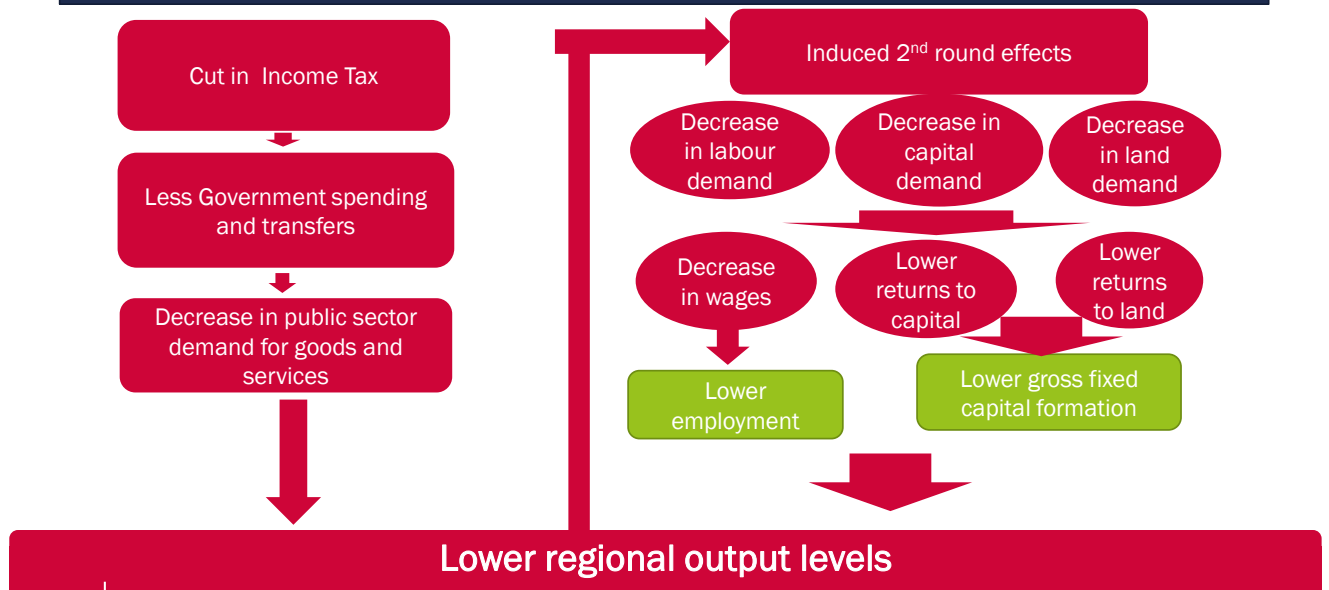 Cut in Income Tax
Less Government spending
and transfers
Decrease in public sector
demand for goods and
services
Induced 2nd round effects
Decrease
in labour
demand
Decrease in
capital
demand
Decrease
in land
demand
Decrease
in wages
Lower
returns to
capital
Lower
returns
to land
Lower
employment
Lower gross fixed
capital formation
Lower regional output levels